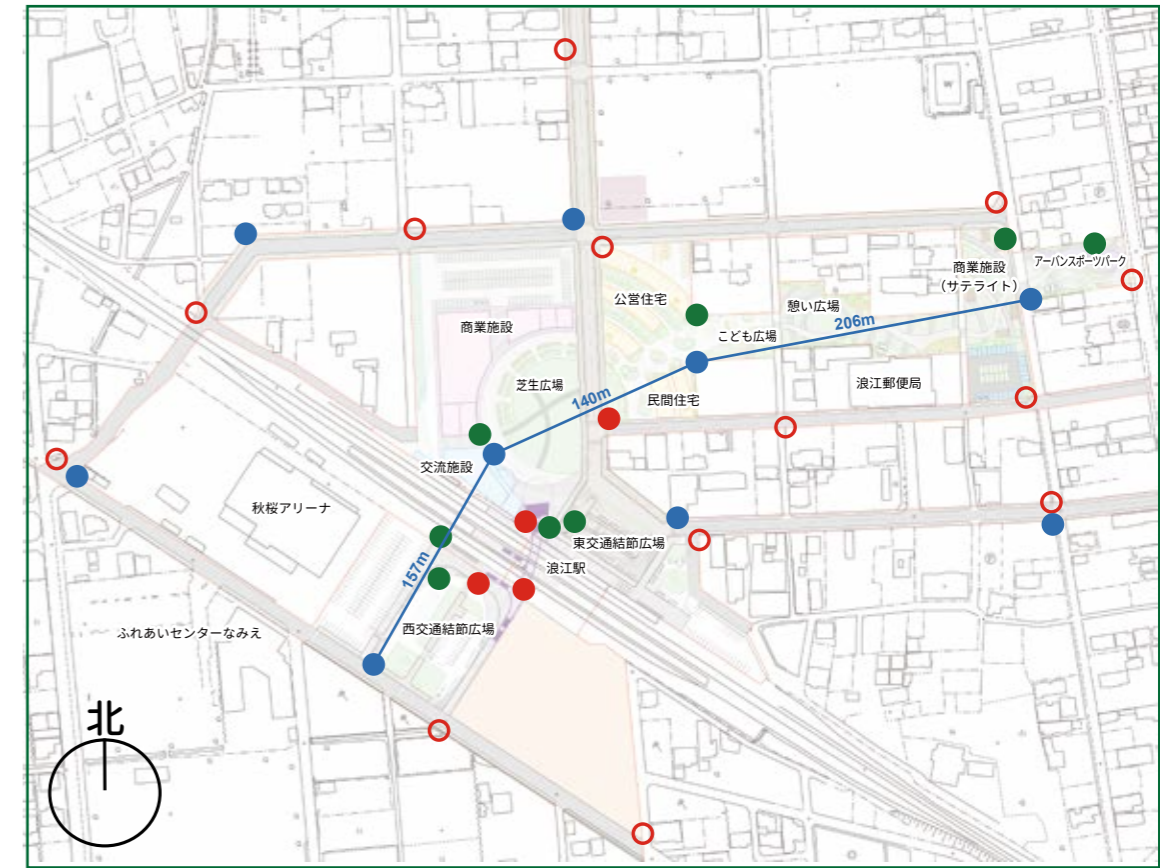 商業施設
(サテライト)
アーバンスポーツパーク
公営住宅
憩い広場
206m
商業施設
こども広場
芝生広場
140m
民間住宅
浪江郵便局
交流施設
秋桜アリーナ
東交通結節広場
浪江駅
157m
西交通結節広場
ふれあいセンターなみえ
北